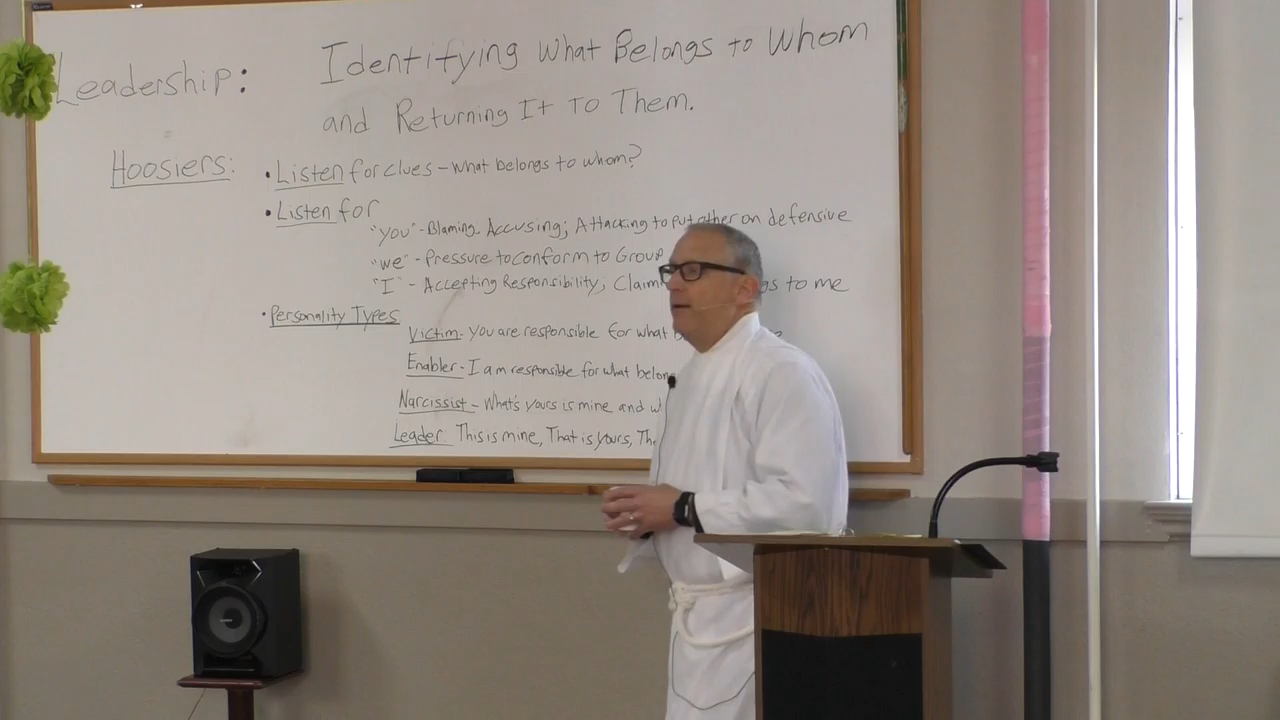 Leadership: Identifying What Belongs to Whom
and Returning It To Them.
Hoosiers: • Listen for clues - What belongs to whom?
• Listen for
"you" - Blaming. Accusing; Attacking to put other on defensive
"we" - Pressure to Conform to Group
"I" - Accepting Responsibility; Claim to me
• Personality Types
Victim - You are responsible for what
Enabler - I am responsible for what
Narcissist - What's yours is mine and
Leader This is mine, That is yours,